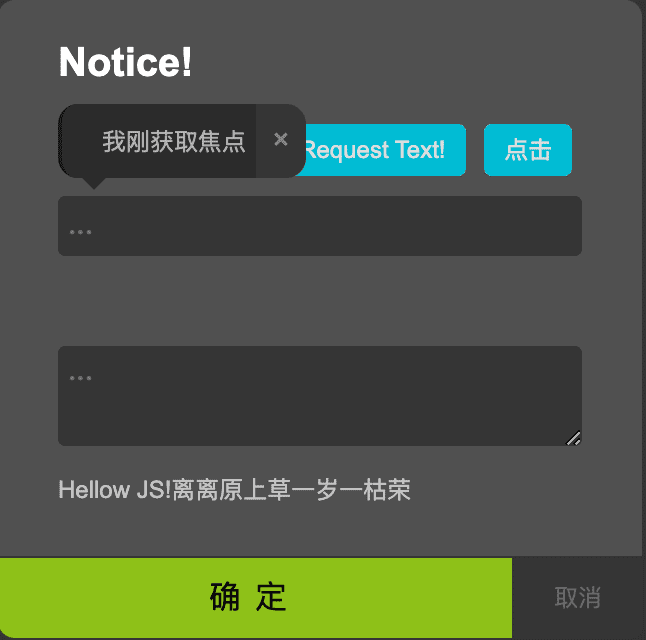 Notice!
我刚获取焦点 ×
Request Text! 点击
...
...
Hellow JS!离离原上草一岁一枯荣
确 定 取消